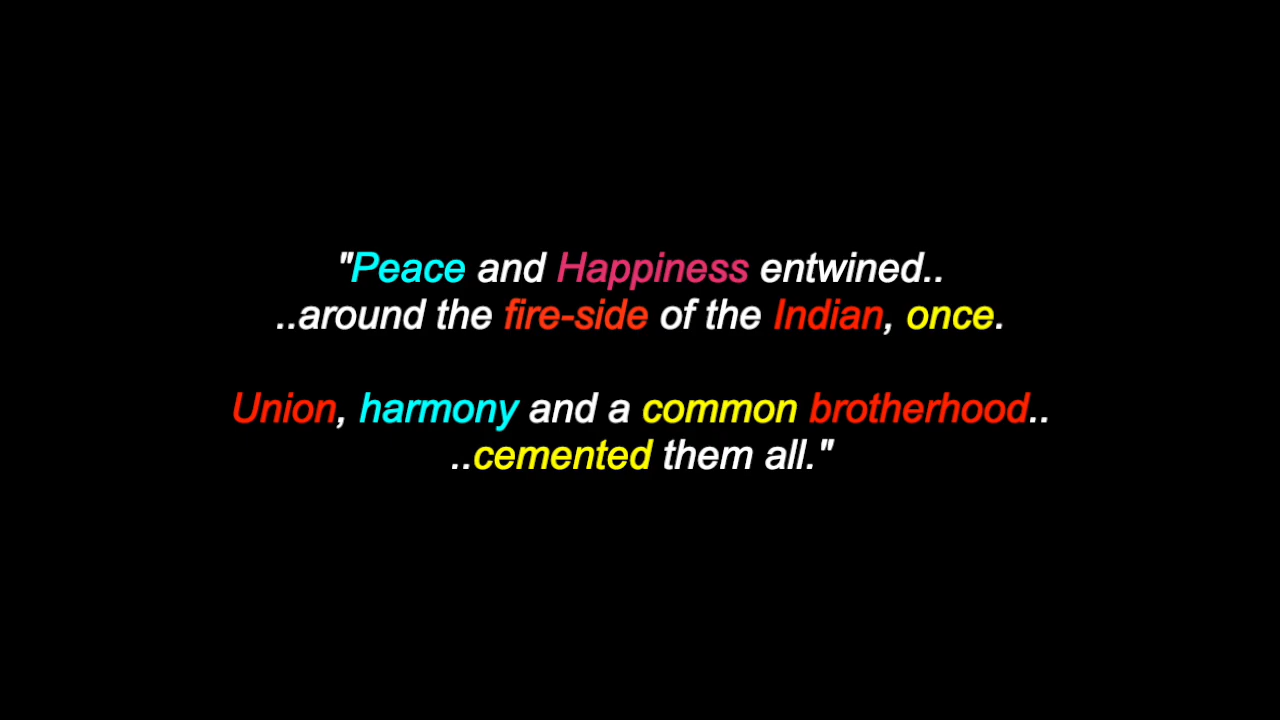 "Peace and Happiness entwined..
..around the fire-side of the Indian, once.
Union, harmony and a common brotherhood..
..cemented them all."